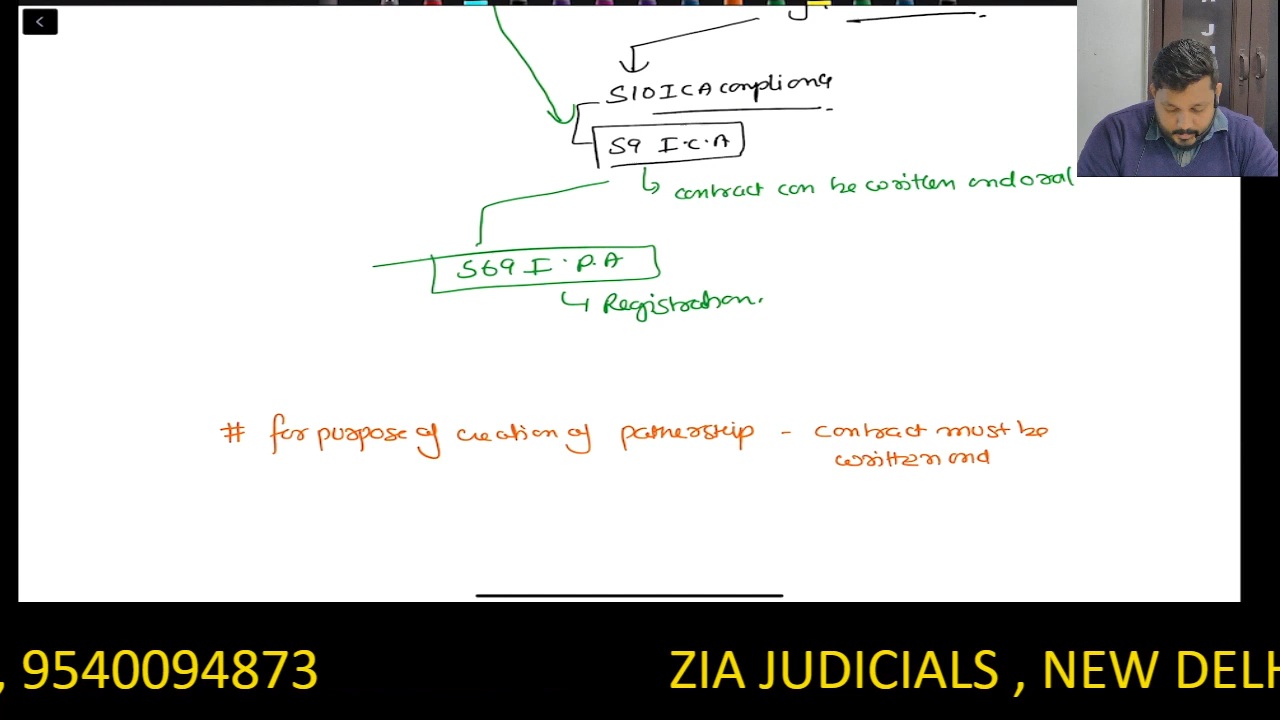 S10 ICA compliance
S9 I.C.A
contract can be written and oral
S69 I.P.A
Registration.
# for purpose of creation of partnership - contract must be
written and
, 9540094873 ZIA JUDICIALS , NEW DELH